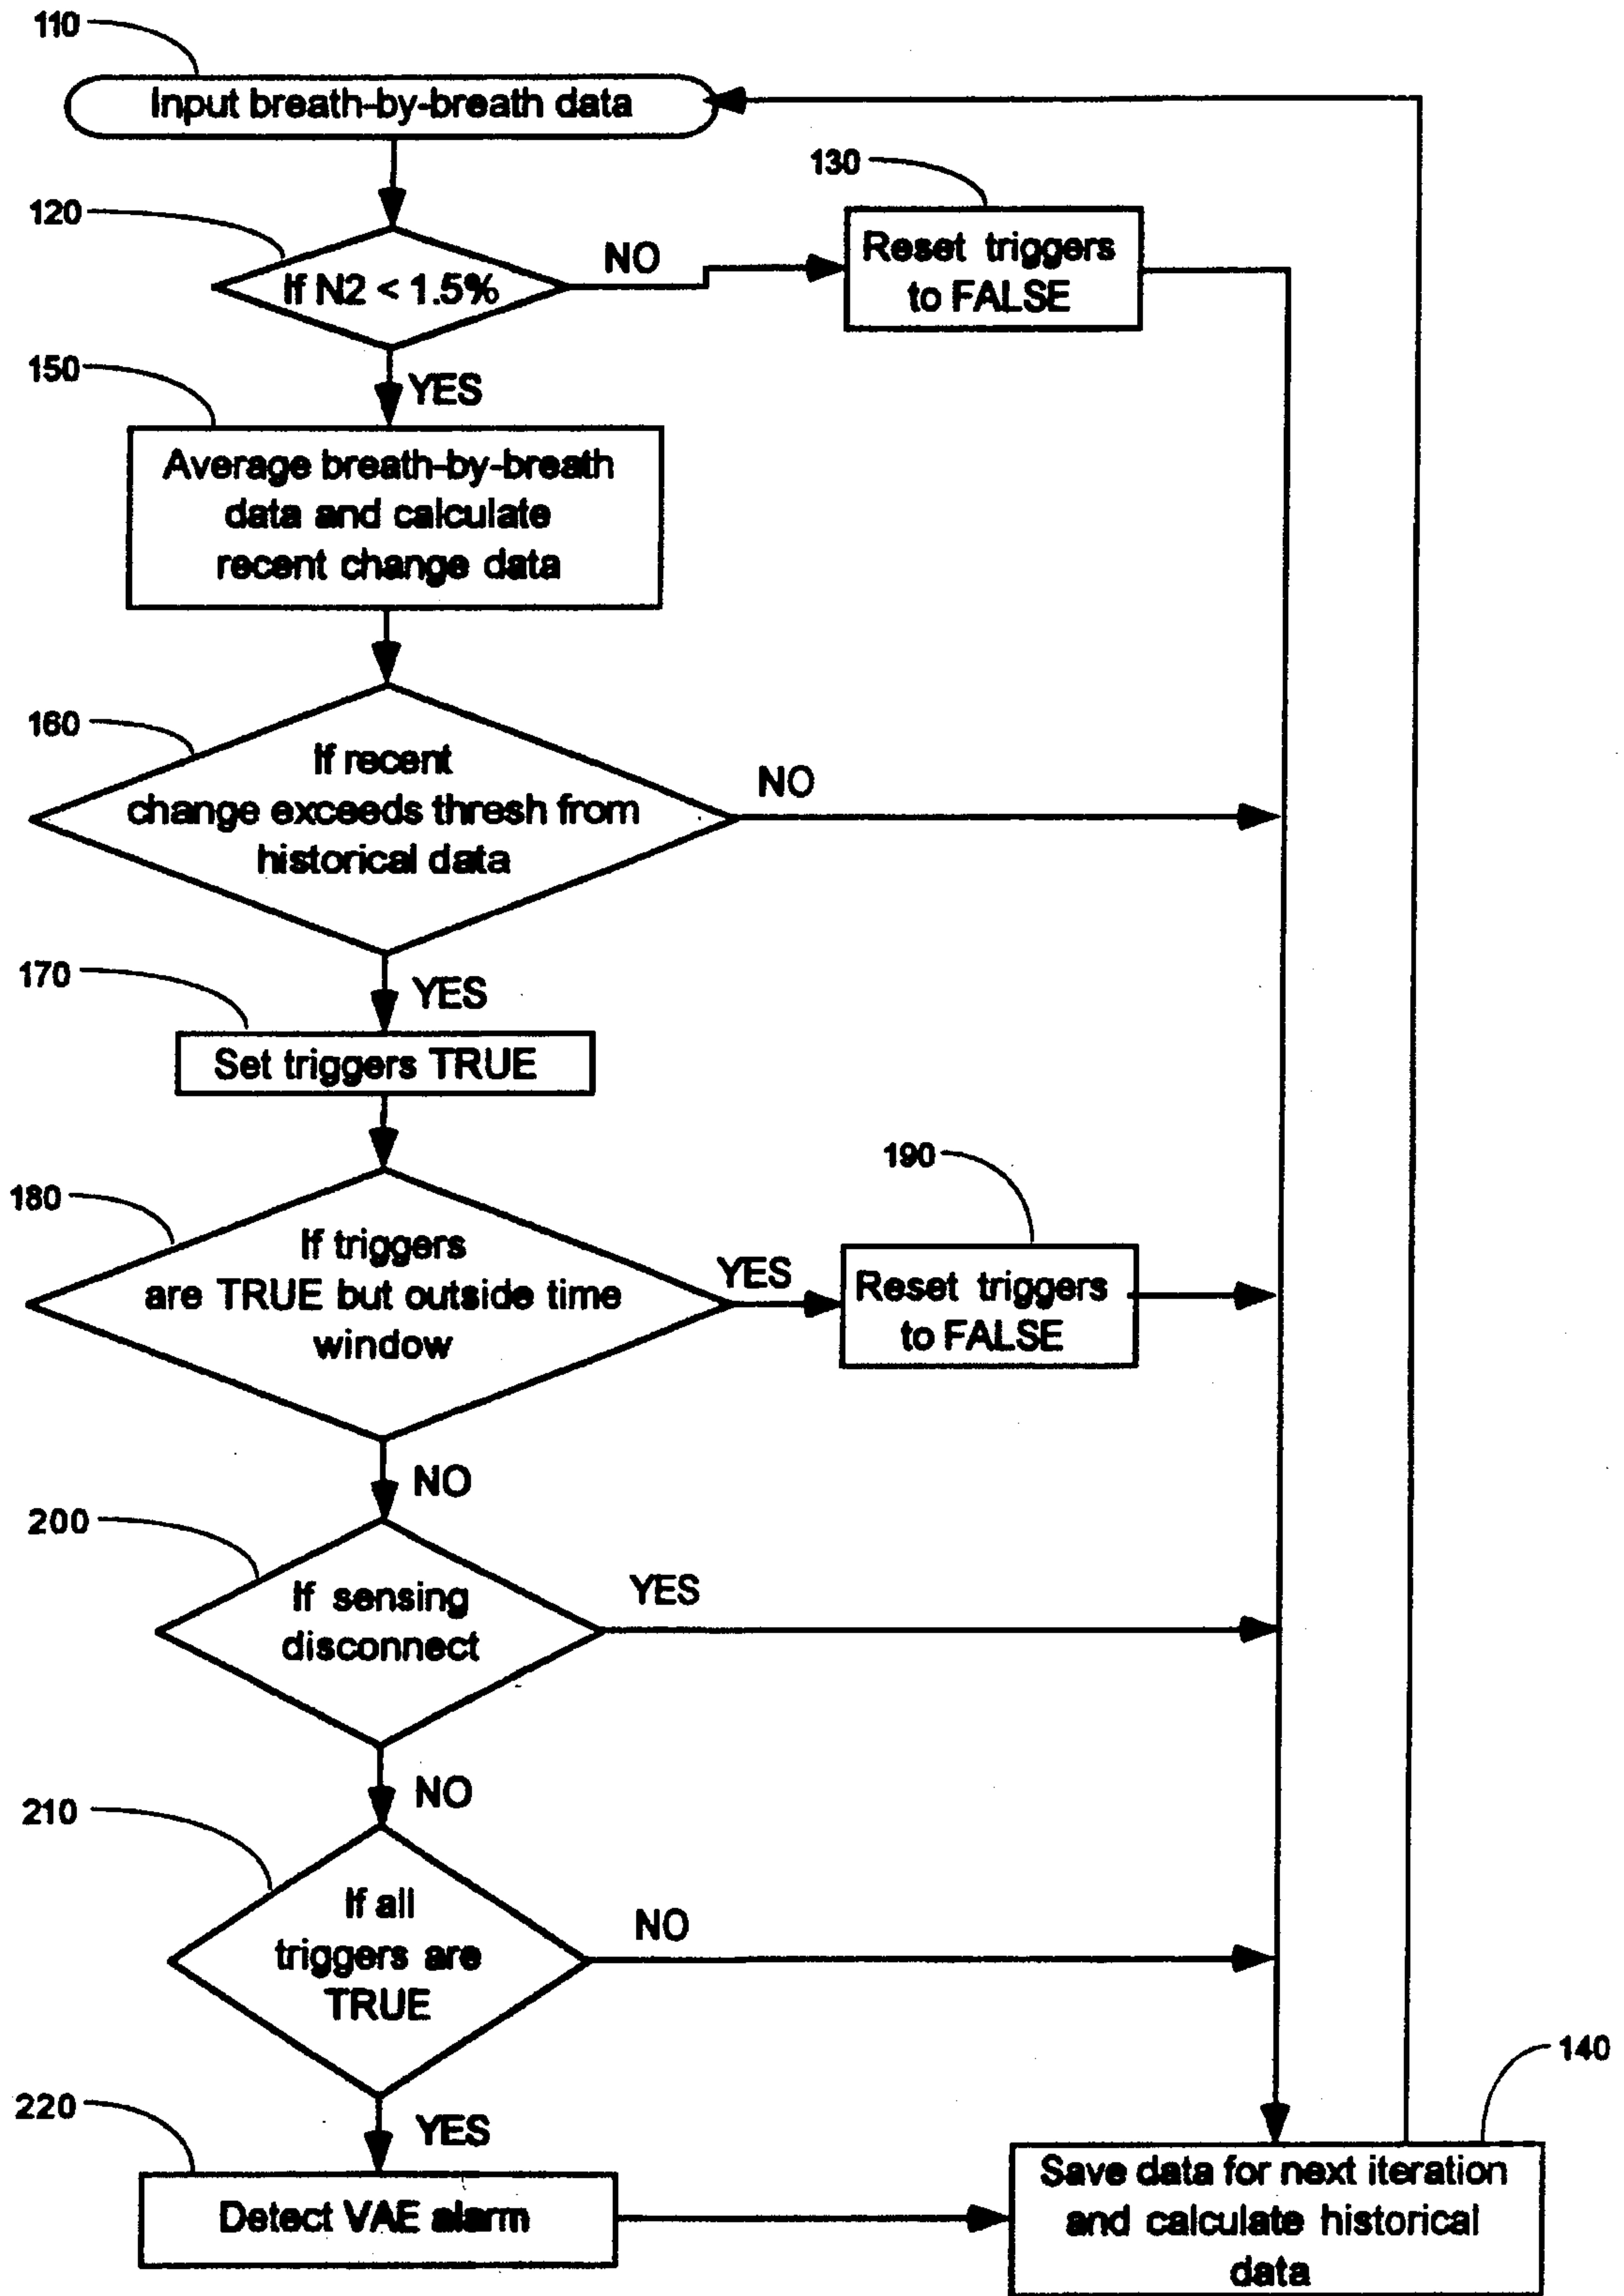 110
Input breath-by-breath data
130
120
If N2 < 1.5%
NO
Reset triggers
to FALSE
150
YES
Average breath-by-breath
data and calculate
recent change data
160
If recent
change exceeds thresh from
historical data
NO
170
YES
Set triggers TRUE
190
180
If triggers
are TRUE but outside time
window
YES
Reset triggers
to FALSE
NO
200
If sensing
disconnect
YES
NO
210
If all
triggers are
TRUE
NO
140
220
YES
Detect VAE alarm
Save data for next iteration
and calculate historical
data